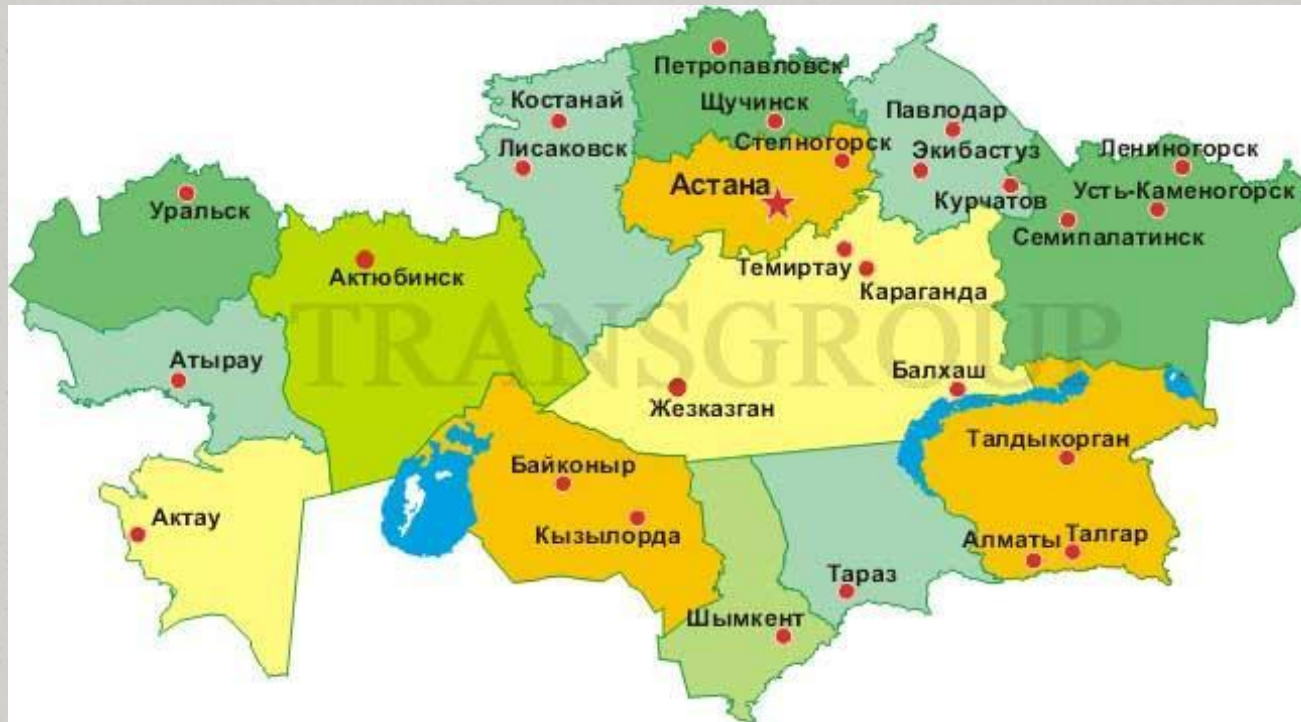 Петропавловск
Костанай
Щучинск
Павлодар
Степногорск
Экибастуз
Лениногорск
Лисаковск
Астана
Усть-Каменогорск
Курчатов
Уральск
Семипалатинск
Темиртау
Актюбинск
Караганда
TRANSGROUP
Атырау
Балхаш
Жезказган
Талдыкорган
Байконыр
Актау
Кызылорда
Алматы
Талгар
Тараз
Шымкент